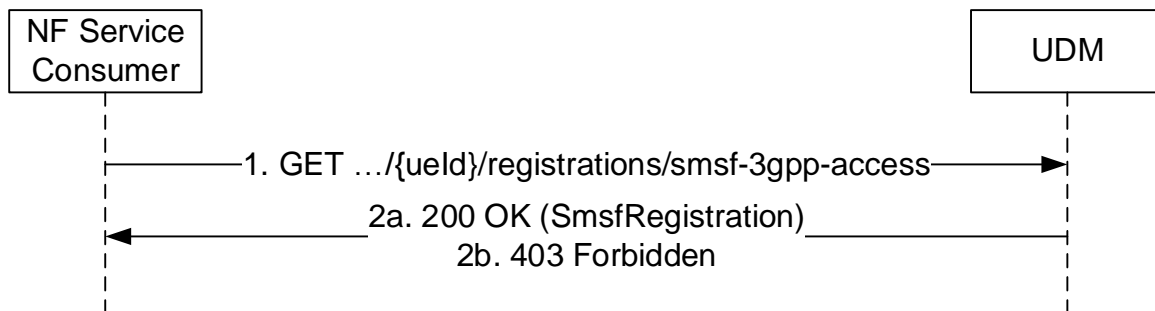 NF Service
Consumer
UDM
1. GET …/{ueId}/registrations/smsf-3gpp-access
2a. 200 OK (SmsfRegistration)
2b. 403 Forbidden